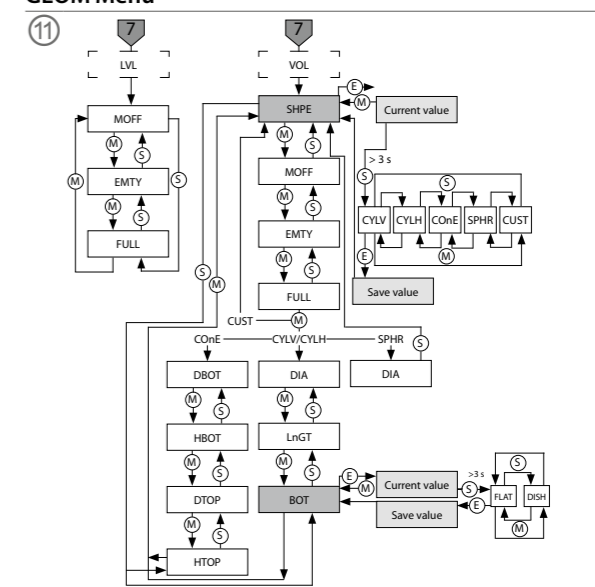 GEOM Menu
11
7 7
LVL VOL
E
SHPE M Current value
MOFF
M S M S > 3 s
MOFF S
M EMTY S S
M S CYLV CYLH COnE SPHR CUST
M S EMTY E M
FULL M S Save value
S FULL
M
CUST M
COnE CYLV/CYLH SPHR S
DBOT DIA DIA
M S M S
HBOT LnGT
M S M S E Current value >3 s S
M S FLAT DISH
DTOP BOT Save value E
M
M S
HTOP